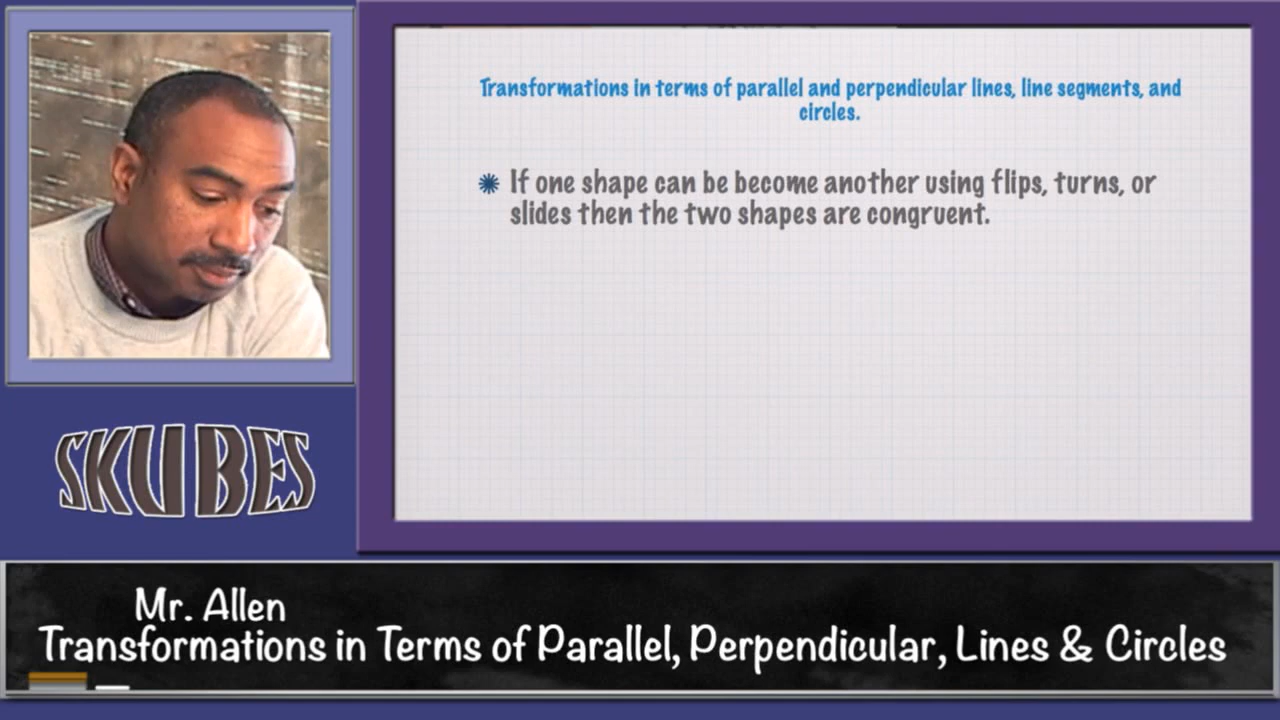 Transformations in terms of parallel and perpendicular lines, line segments, and
circles.
If one shape can be become another using flips, turns, or
slides then the two shapes are congruent.
SKUBES
Mr. Allen
Transformations in Terms of Parallel, Perpendicular, Lines & Circles